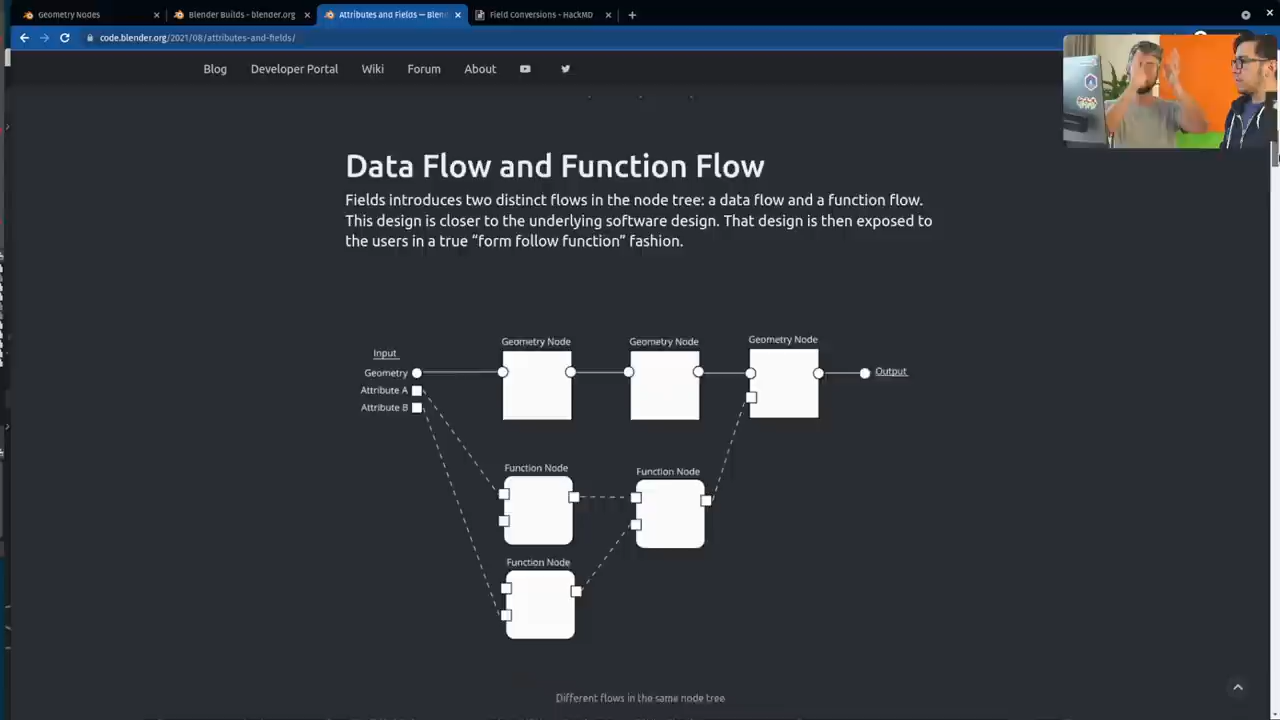 Geometry Nodes
Blender Builds - blender.org
Attributes and Fields — Blen
Field Conversions - HackMD
code.blender.org/2021/08/attributes-and-fields/
Blog
Developer Portal
Wiki
Forum
About
Data Flow and Function Flow
Fields introduces two distinct flows in the node tree: a data flow and a function flow.
This design is closer to the underlying software design. That design is then exposed to
the users in a true “form follow function” fashion.
Input
Geometry
Attribute A
Attribute B
Geometry Node
Geometry Node
Geometry Node
Output
Function Node
Function Node
Function Node
Different flows in the same node tree